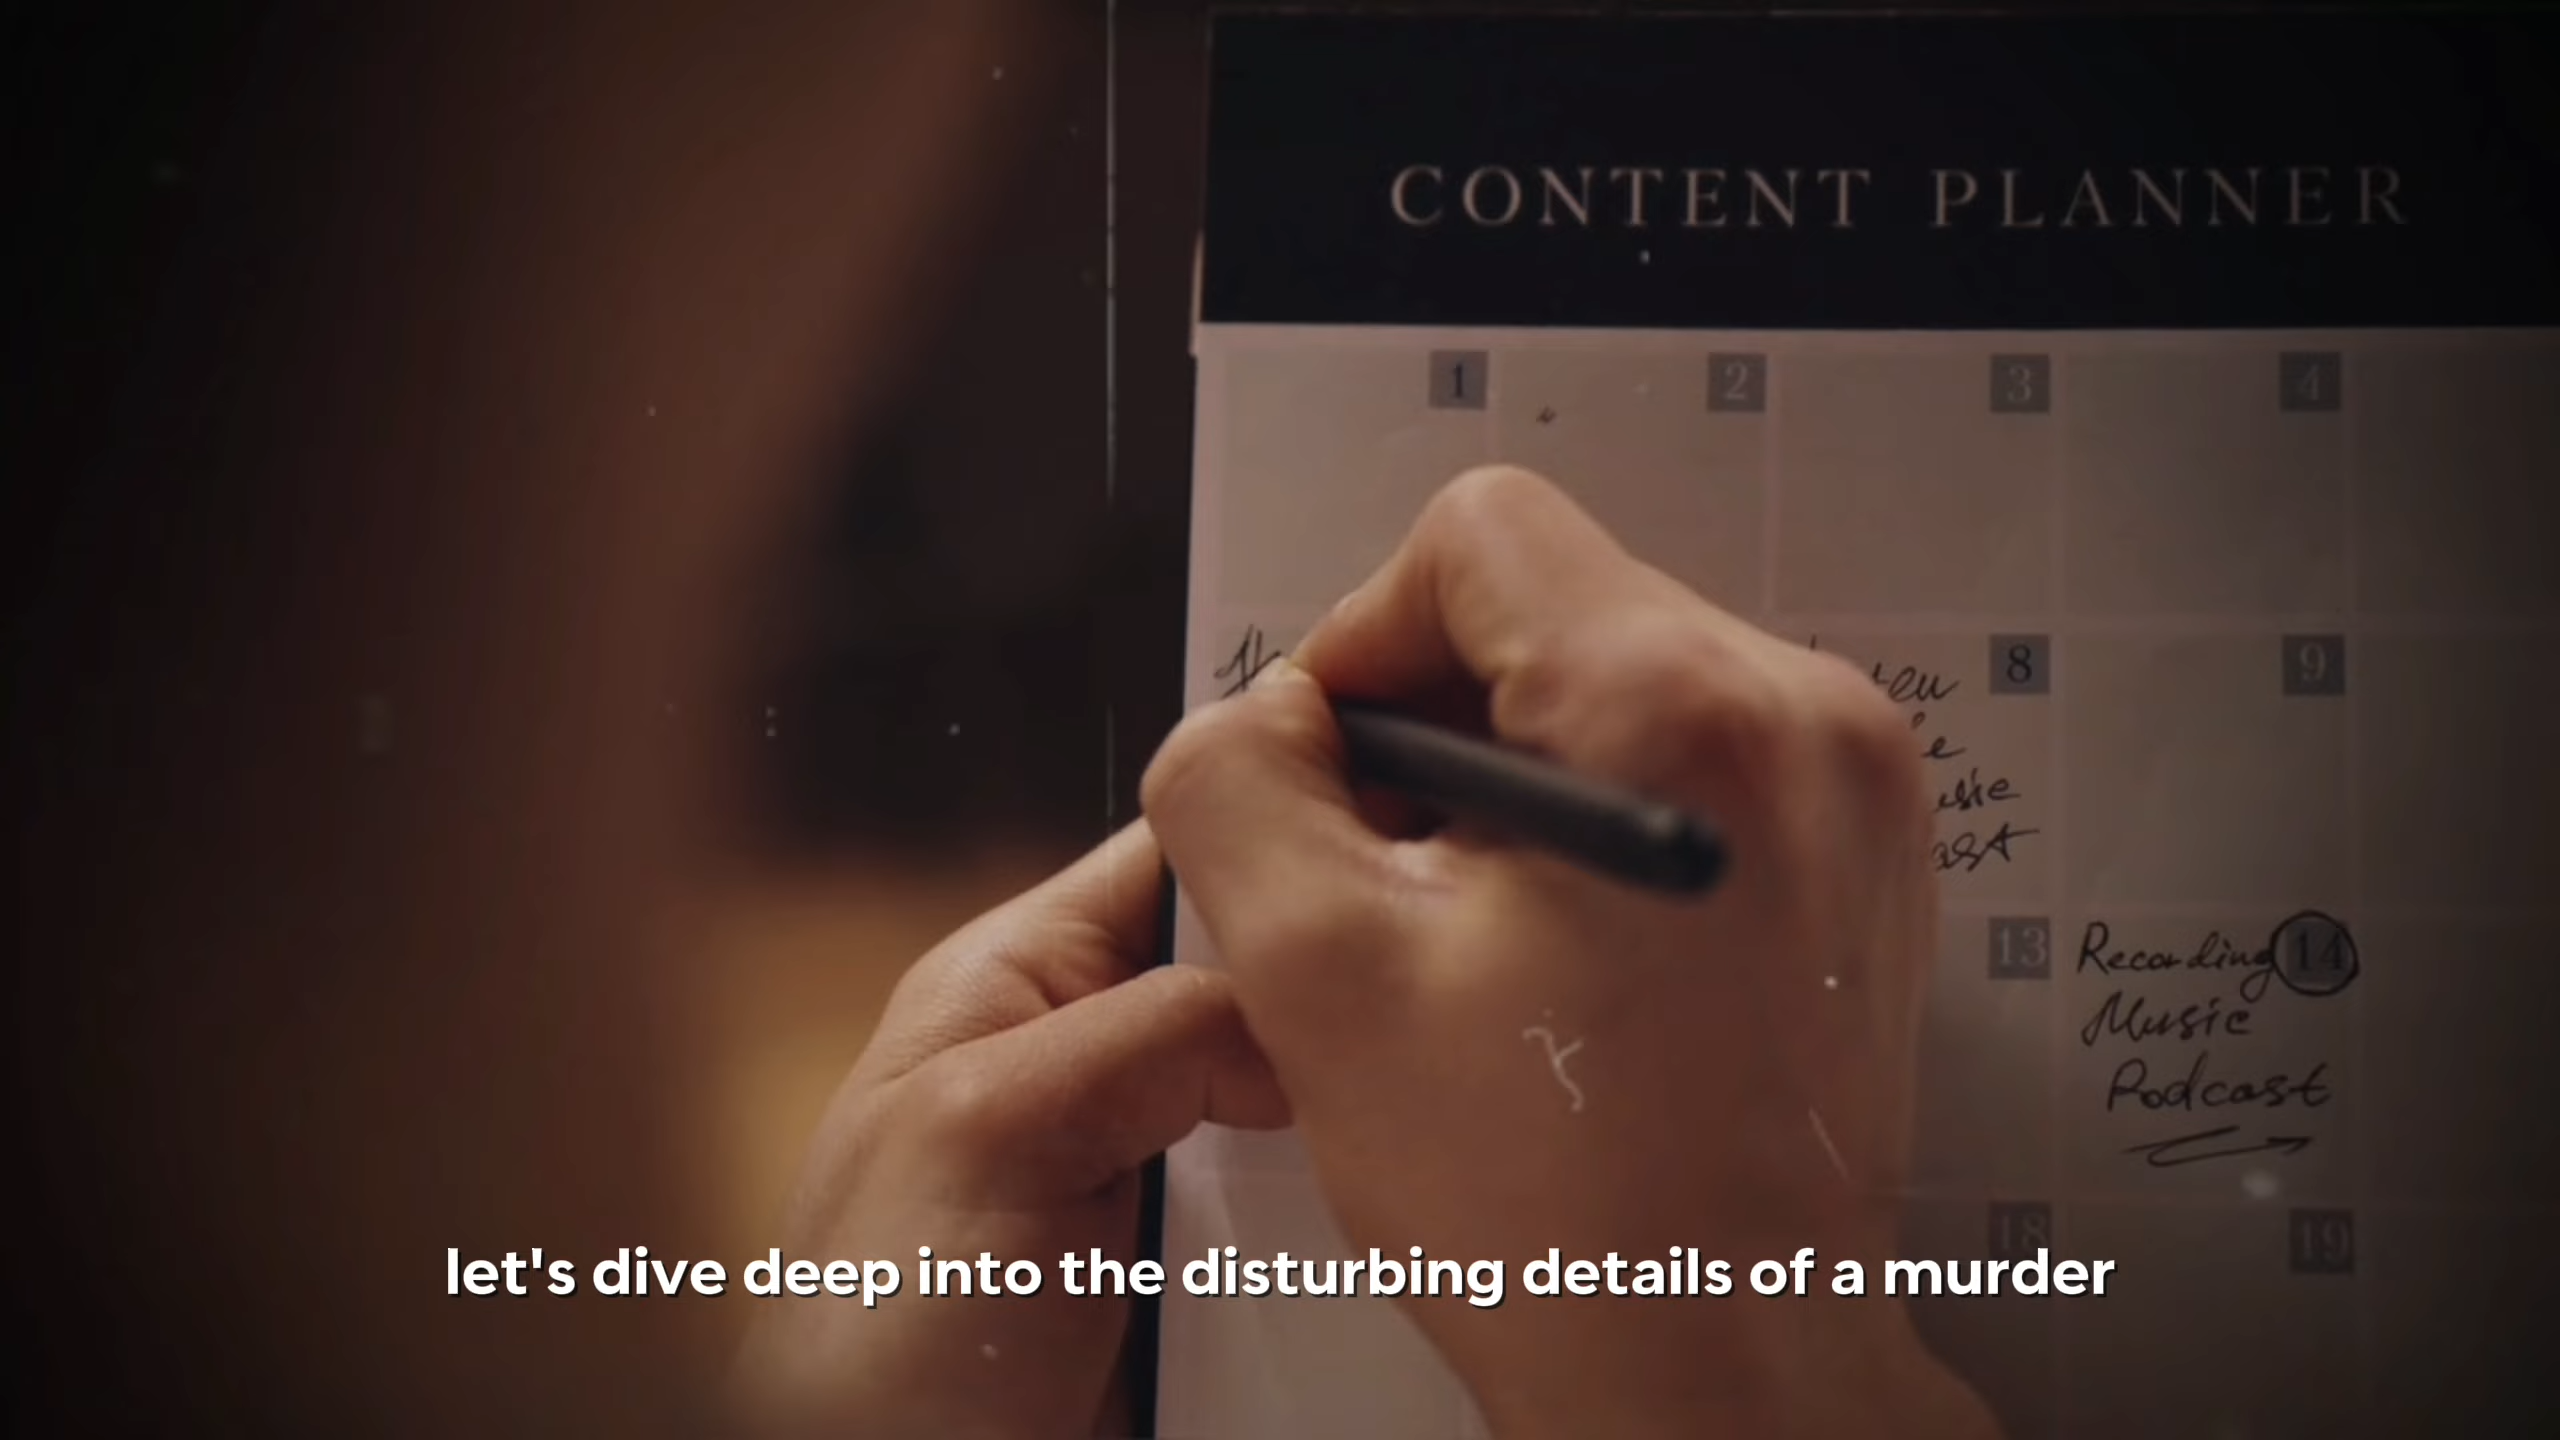 CONTENT PLANNER
1
2
3
4
8
9
13
Recording 14
Music
Podcast
18
19
let's dive deep into the disturbing details of a murder